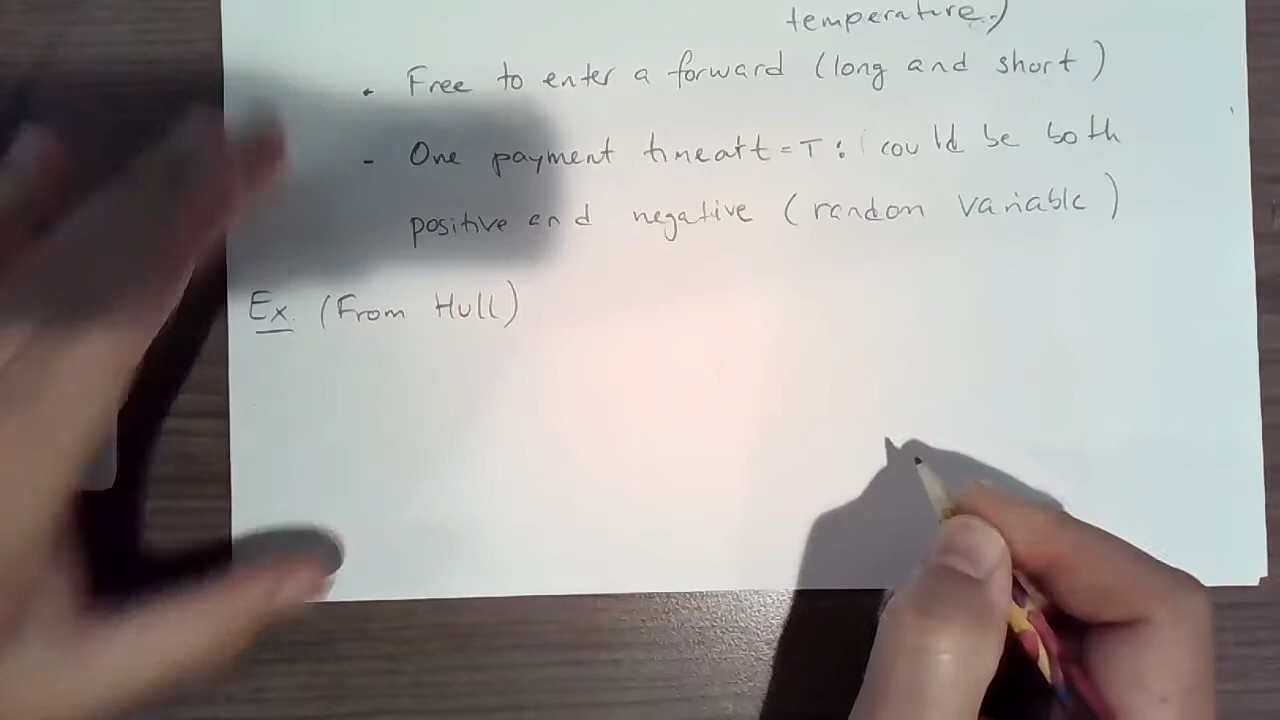 temperature)
- Free to enter a forward (long and short)
- One payment time at t = T : could be both
positive and negative (random variable)
Ex. (From Hull)